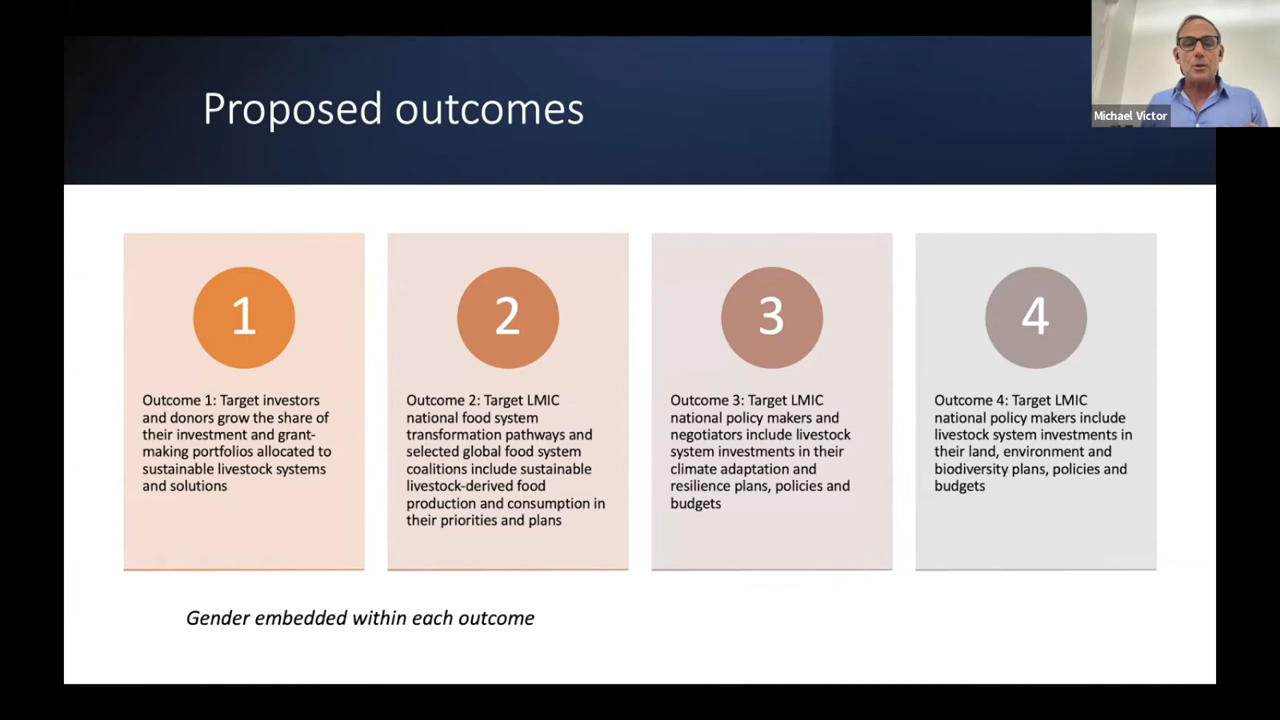 Proposed outcomes
Michael Victor
1
Outcome 1: Target investors
and donors grow the share of
their investment and grant-
making portfolios allocated to
sustainable livestock systems
and solutions
2
Outcome 2: Target LMIC
national food system
transformation pathways and
selected global food system
coalitions include sustainable
livestock-derived food
production and consumption in
their priorities and plans
3
Outcome 3: Target LMIC
national policy makers and
negotiators include livestock
system investments in their
climate adaptation and
resilience plans, policies and
budgets
4
Outcome 4: Target LMIC
national policy makers include
livestock system investments in
their land, environment and
biodiversity plans, policies and
budgets
Gender embedded within each outcome